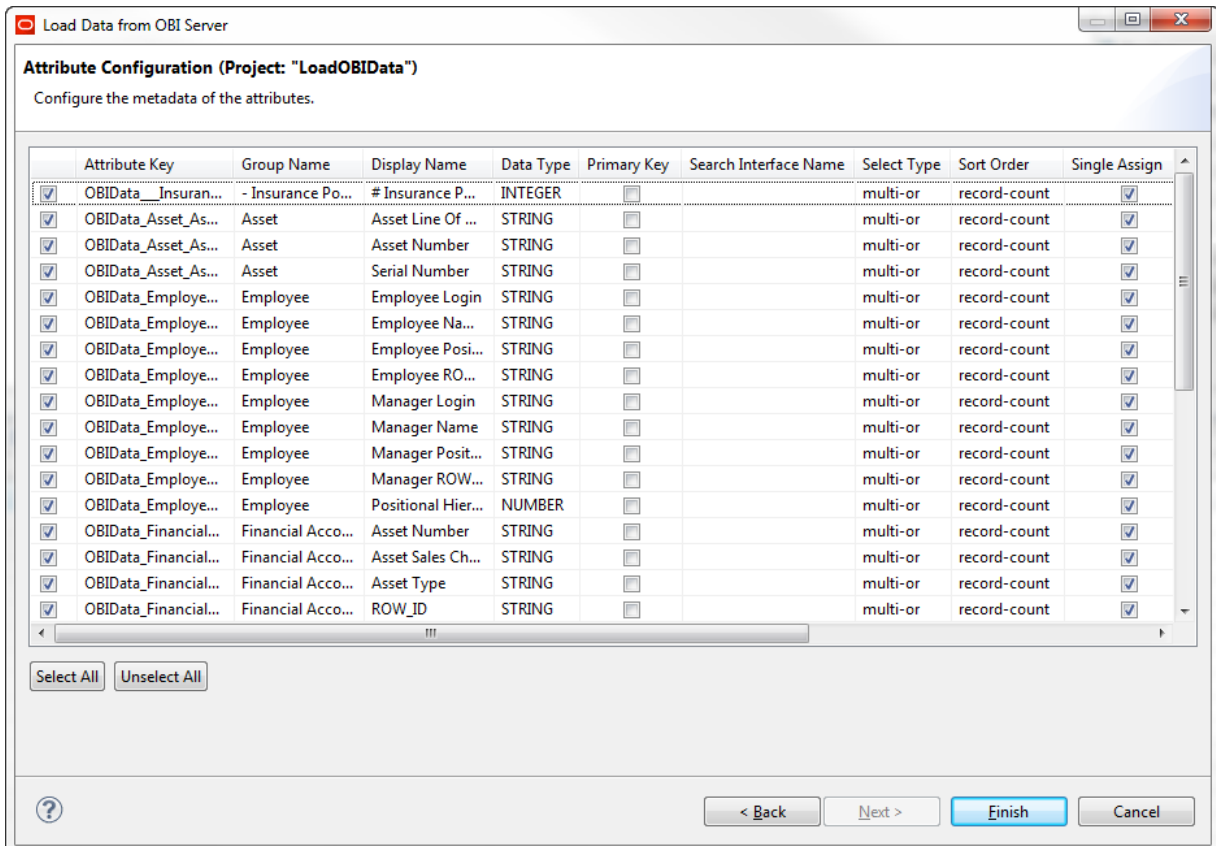 Load Data from OBI Server
Attribute Configuration (Project: "LoadOBIData")
Configure the metadata of the attributes.
Attribute Key Group Name Display Name Data Type Primary Key Search Interface Name Select Type Sort Order Single Assign
OBIData__Insuran... - Insurance Po... # Insurance P... INTEGER multi-or record-count
OBIData_Asset_As... Asset Asset Line Of ... STRING multi-or record-count
OBIData_Asset_As... Asset Asset Number STRING multi-or record-count
OBIData_Asset_As... Asset Serial Number STRING multi-or record-count
OBIData_Employe... Employee Employee Login STRING multi-or record-count
OBIData_Employe... Employee Employee Na... STRING multi-or record-count
OBIData_Employe... Employee Employee Posi... STRING multi-or record-count
OBIData_Employe... Employee Employee RO... STRING multi-or record-count
OBIData_Employe... Employee Manager Login STRING multi-or record-count
OBIData_Employe... Employee Manager Name STRING multi-or record-count
OBIData_Employe... Employee Manager Posit... STRING multi-or record-count
OBIData_Employe... Employee Manager ROW... STRING multi-or record-count
OBIData_Employe... Employee Positional Hier... NUMBER multi-or record-count
OBIData_Financial... Financial Acco... Asset Number STRING multi-or record-count
OBIData_Financial... Financial Acco... Asset Sales Ch... STRING multi-or record-count
OBIData_Financial... Financial Acco... Asset Type STRING multi-or record-count
OBIData_Financial... Financial Acco... ROW_ID STRING multi-or record-count
Select All Unselect All
? < Back Next > Finish Cancel